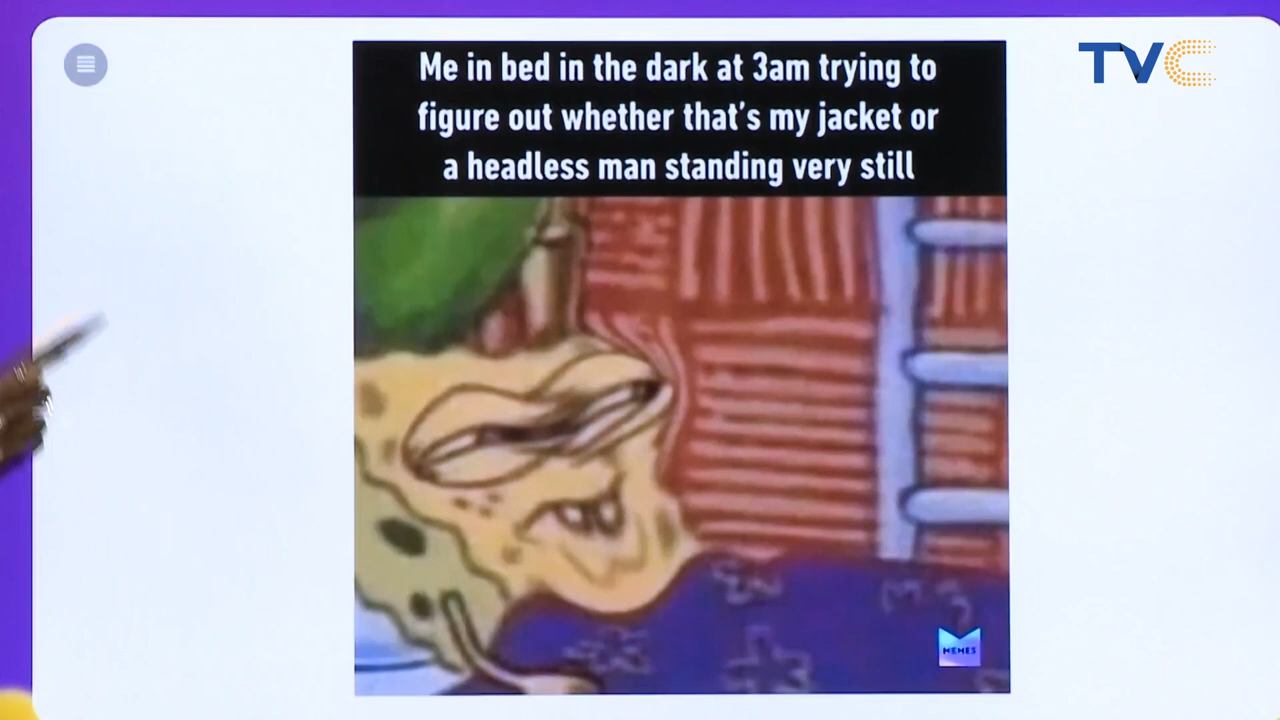 TVC
Me in bed in the dark at 3am trying to
figure out whether that's my jacket or
a headless man standing very still
MEMES